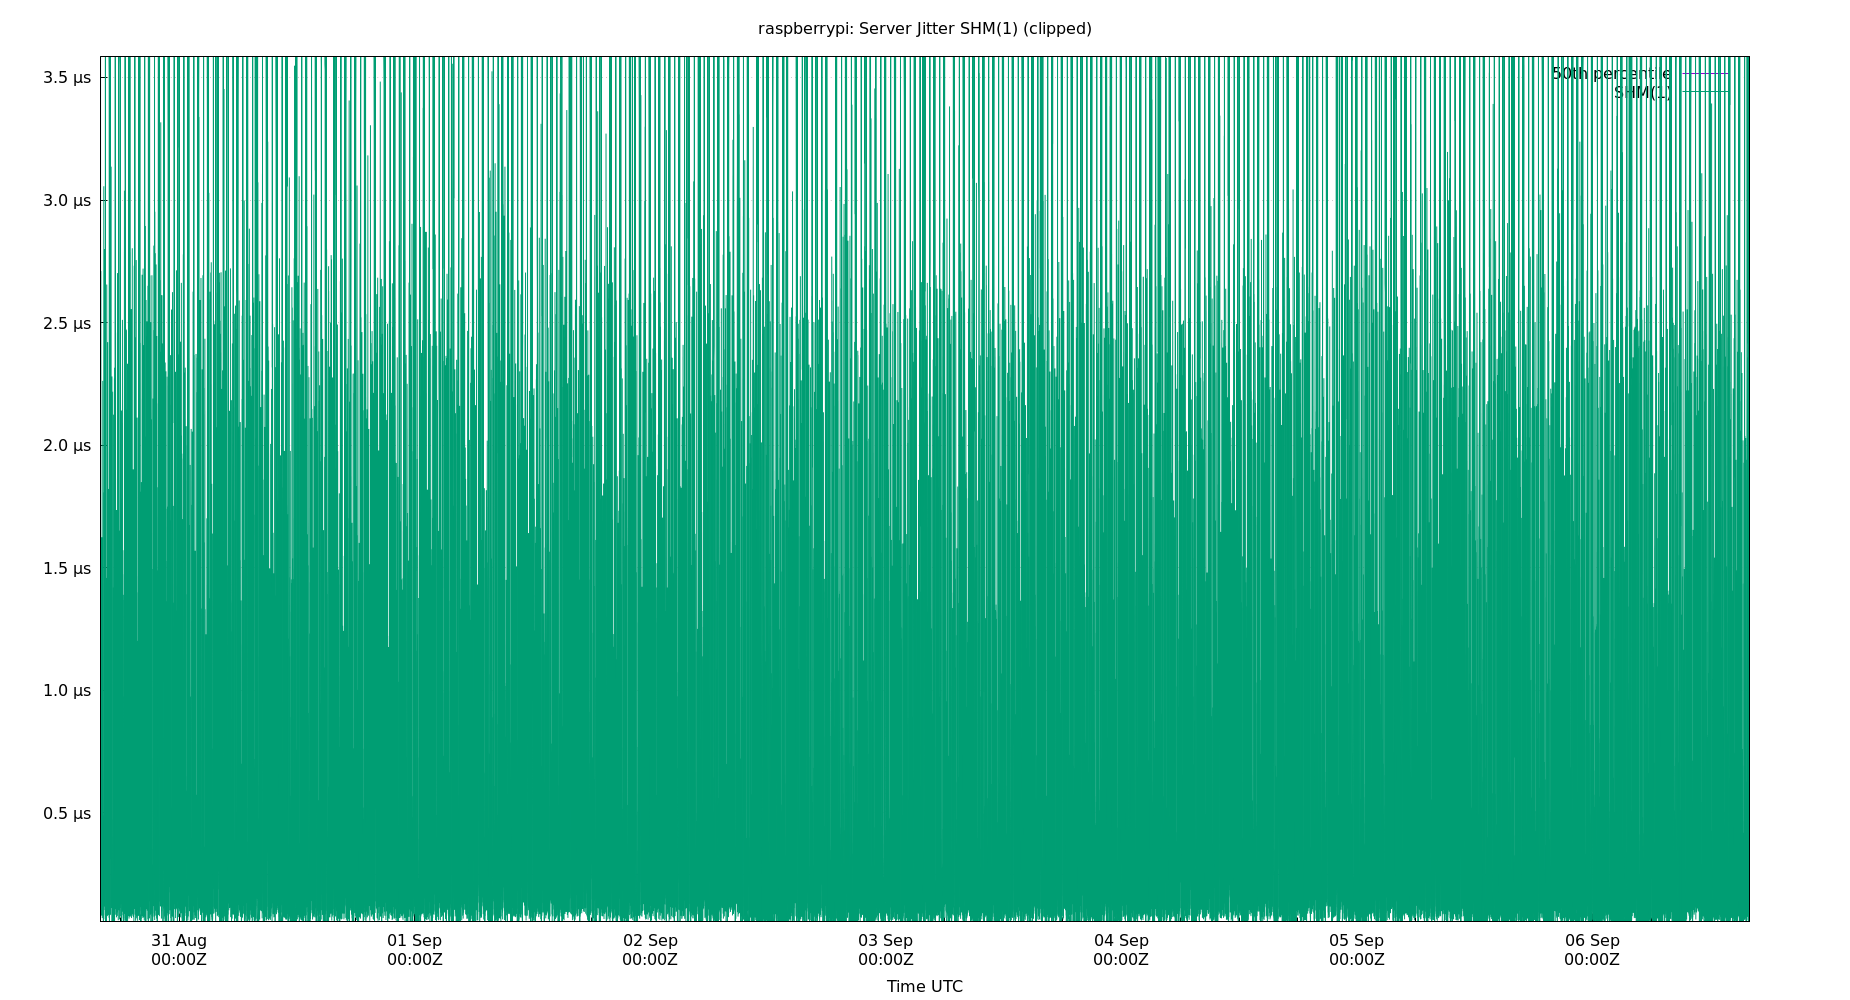 raspberrypi: Server Jitter SHM(1) (clipped)
3.5 µs
50th percentile
SHM(1)
3.0 µs
2.5 µs
2.0 µs
1.5 µs
1.0 µs
0.5 µs
31 Aug 01 Sep 02 Sep 03 Sep 04 Sep 05 Sep 06 Sep
00:00Z 00:00Z 00:00Z 00:00Z 00:00Z 00:00Z 00:00Z
Time UTC